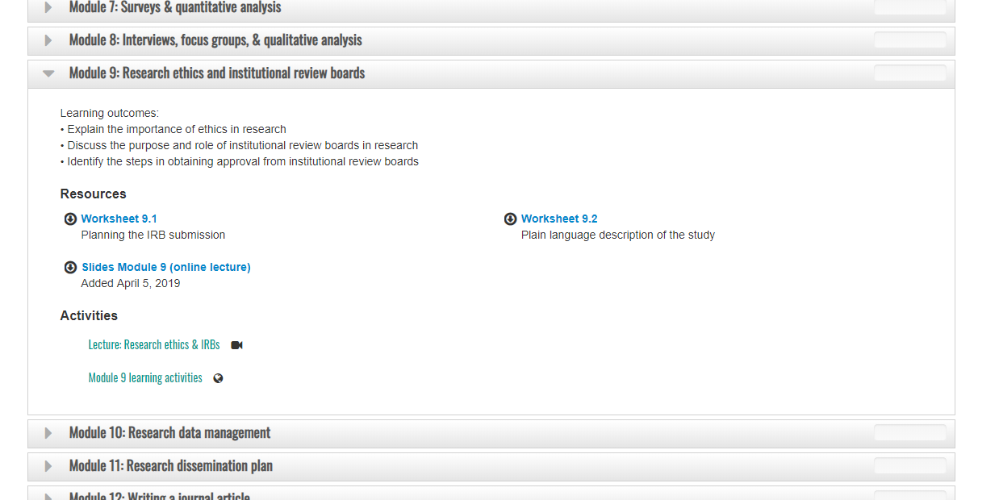 Module 7: Surveys & quantitative analysis
Module 8: Interviews, focus groups, & qualitative analysis
Module 9: Research ethics and institutional review boards
Learning outcomes:
• Explain the importance of ethics in research
• Discuss the purpose and role of institutional review boards in research
• Identify the steps in obtaining approval from institutional review boards
Resources
Worksheet 9.1
Planning the IRB submission
Worksheet 9.2
Plain language description of the study
Slides Module 9 (online lecture)
Added April 5, 2019
Activities
Lecture: Research ethics & IRBs
Module 9 learning activities
Module 10: Research data management
Module 11: Research dissemination plan
Module 12: Writing a journal article